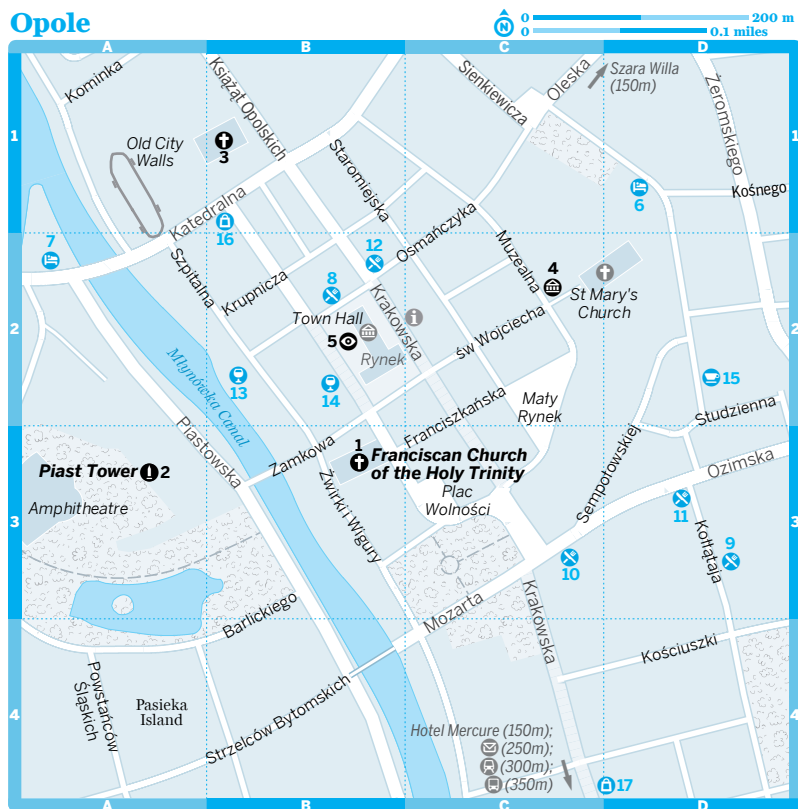 Opole
N
0 200 m
0 0.1 miles
A B C D
1
2
3
4
1
2
3
4
A B C D
Kominka
Książąt Opolskich
Sienkiewicza
Oleska
Szara Willa
(150m)
Żeromskiego
Old City
Walls
3
Staromiejska
Katedralna
16
6
Kośnego
7
Szpitalna
Krupnicza
12
Osmańczyka
Muzealna
4
St Mary's
Church
8
Krakowska
Town Hall
5
Rynek
i
św Wojciecha
13
14
Młynówka Canal
Mały
Rynek
15
Studzienna
Franciszkańska
Piastowska
Zamkowa
1
Franciscan Church
of the Holy Trinity
Piast Tower
2
Amphitheatre
Żwirki i Wigury
Plac
Wolności
Sempołowskiej
Ozimska
11
Kołłątaja
9
10
Krakowska
Mozarta
Barlickiego
Kościuszki
Powstańców
Śląskich
Pasieka
Island
Strzelców Bytomskich
Hotel Mercure (150m);
(250m);
(300m);
(350m)
17